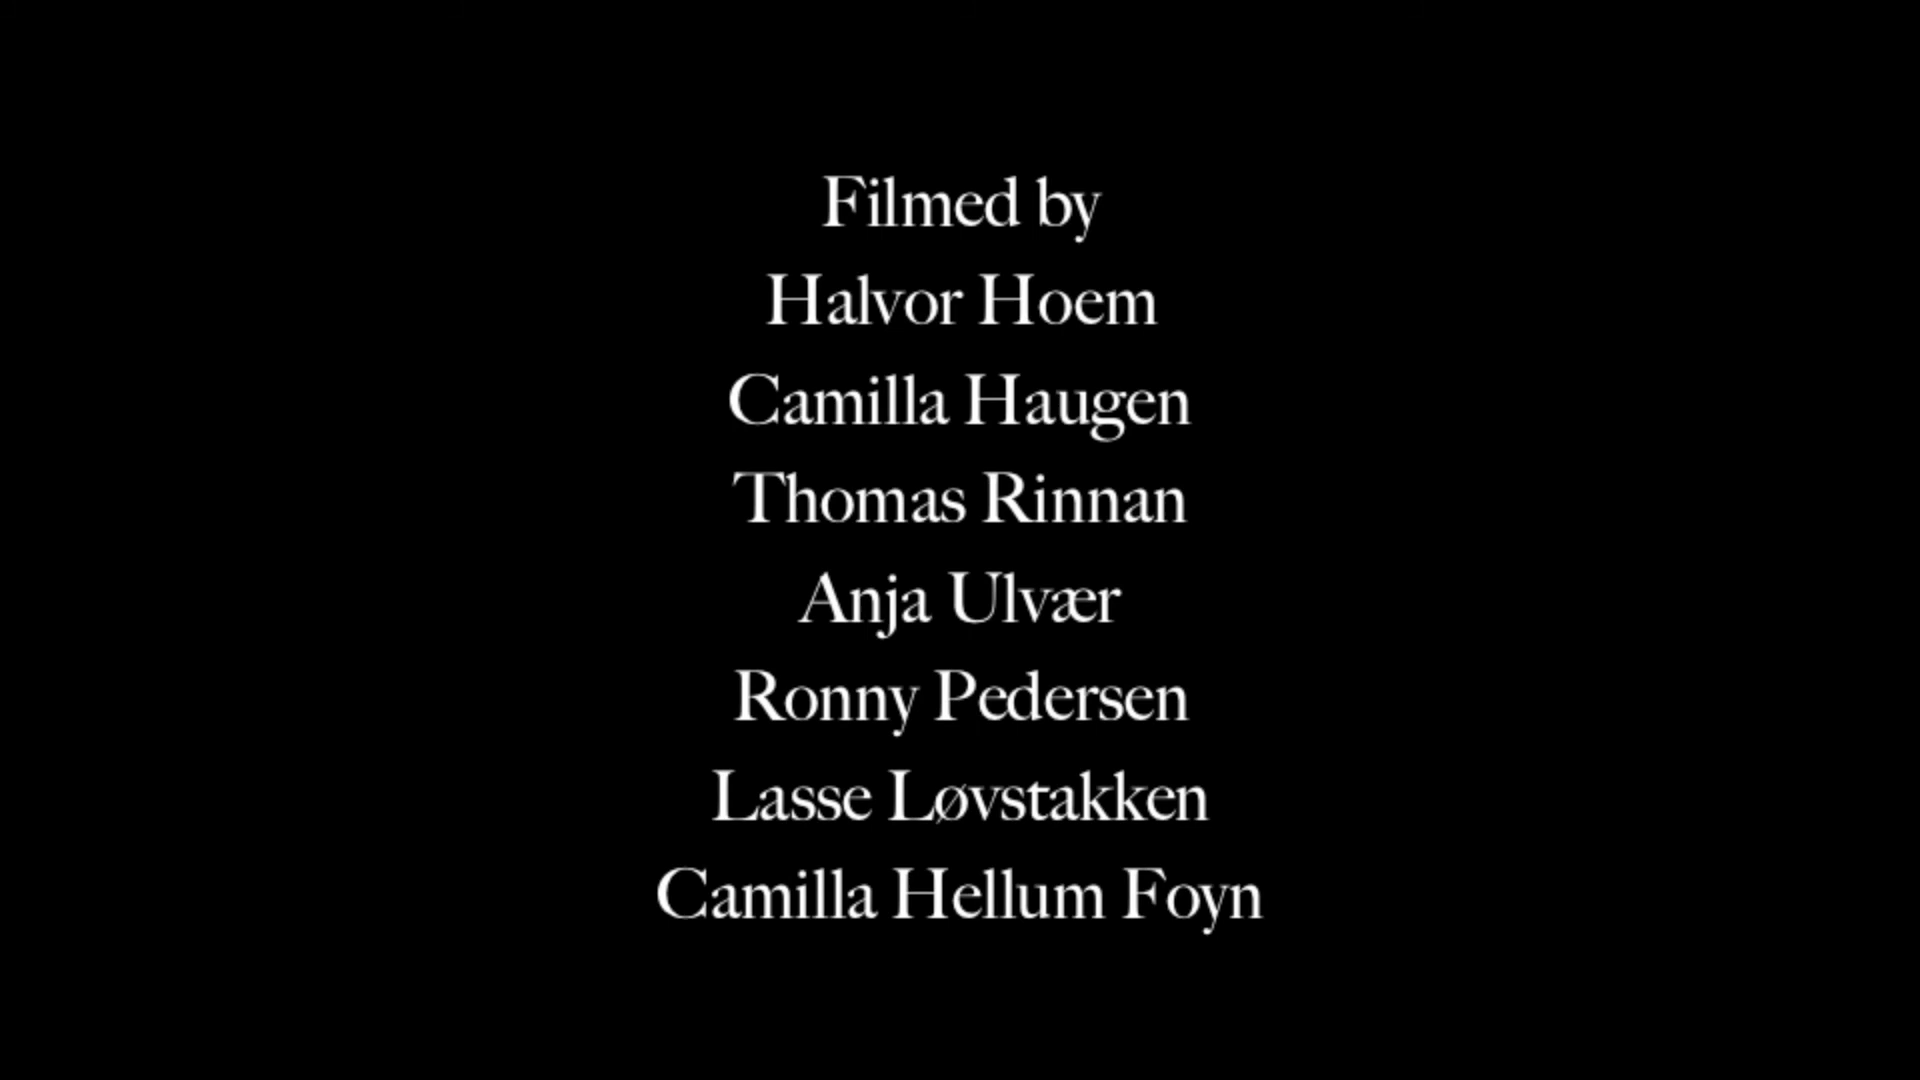 Filmed by
Halvor Hoem
Camilla Haugen
Thomas Rinnan
Anja Ulvær
Ronny Pedersen
Lasse Løvstakken
Camilla Hellum Foyn